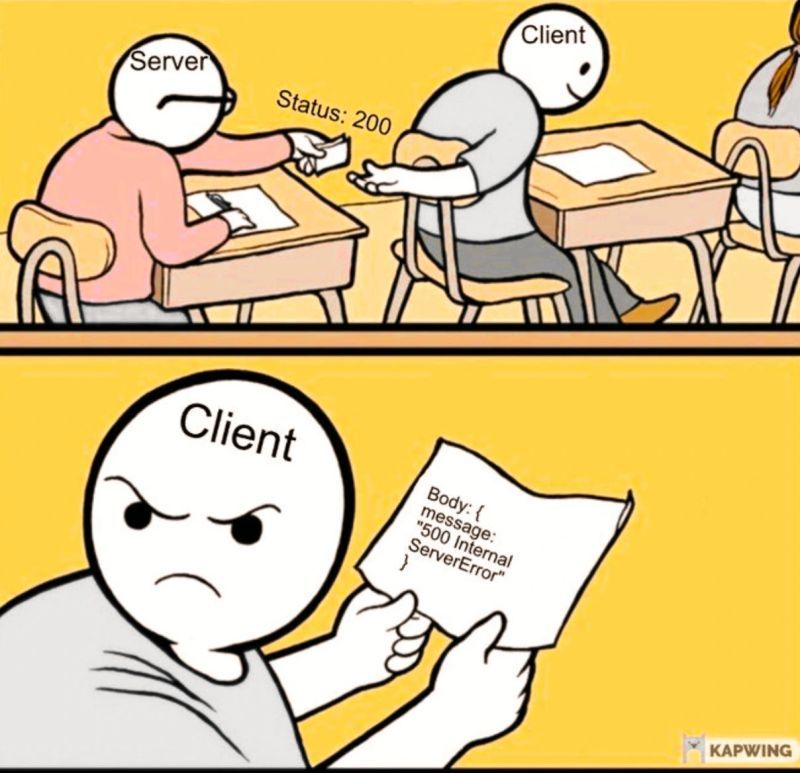 Server
Client
Status: 200
Client
Body: {
message:
"500 Internal
ServerError"
}
KAPWING